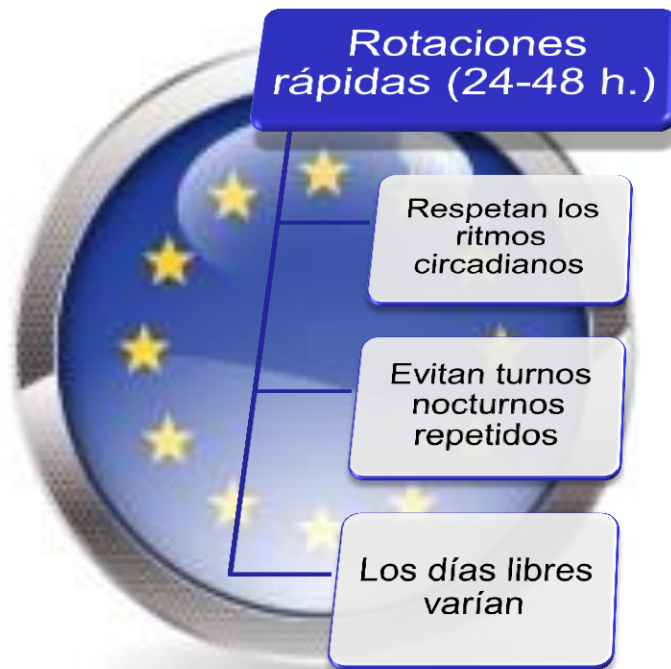 Rotaciones
rápidas (24-48 h.)
Respetan los
ritmos
circadianos
Evitan turnos
nocturnos
repetidos
Los días libres
varían